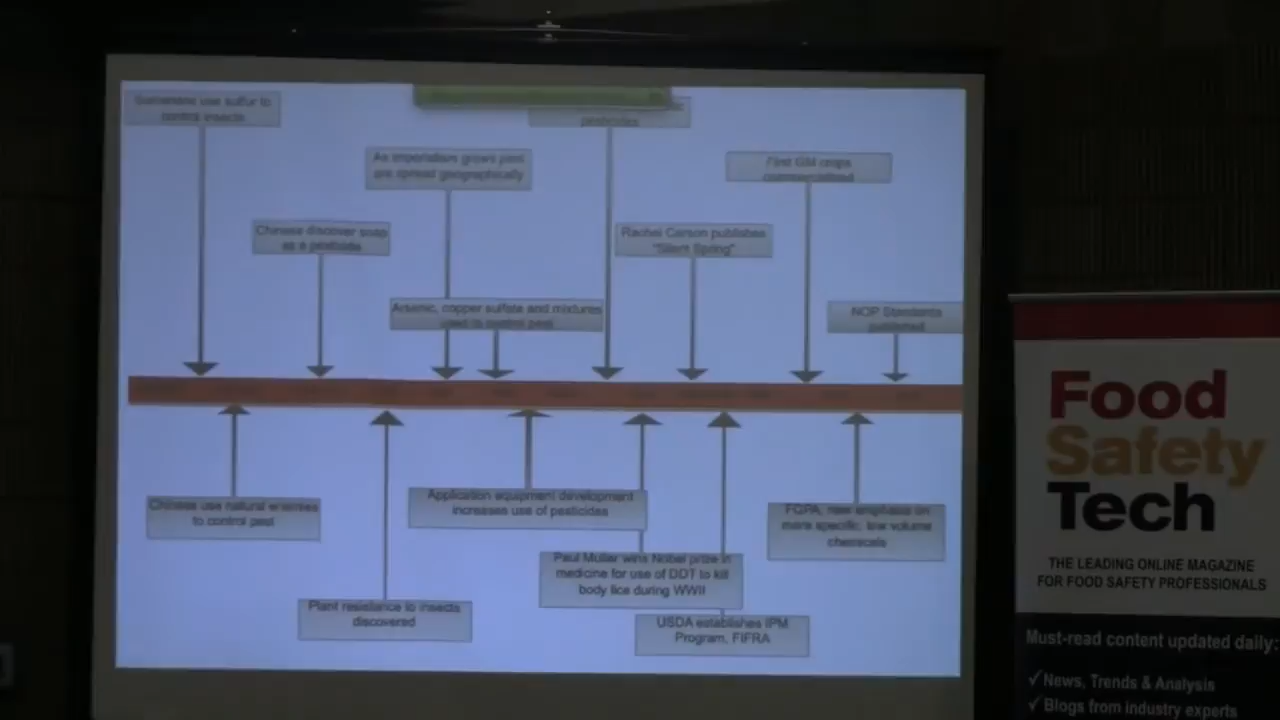 Sumerians use sulfur to
control insects
pesticides
As imperialism grows pest
are spread geographically
First GM crops
commercialized
Chinese discover soap
as a pesticide
Rachel Carson publishes
"Silent Spring"
Arsenic, copper sulfate and mixtures
used to control pest
NOP Standards
published
Chinese use natural enemies
to control pest
Application equipment development
increases use of pesticides
FQPA, new emphasis on
more specific, low volume
chemicals
Paul Muller wins Nobel prize in
medicine for use of DDT to kill
body lice during WWII
Plant resistance to insects
discovered
USDA establishes IPM
Program, FIFRA
Food
Safety
Tech
THE LEADING ONLINE MAGAZINE
FOR FOOD SAFETY PROFESSIONALS
Must-read content updated daily:
✓News, Trends & Analysis
✓Blogs from industry experts